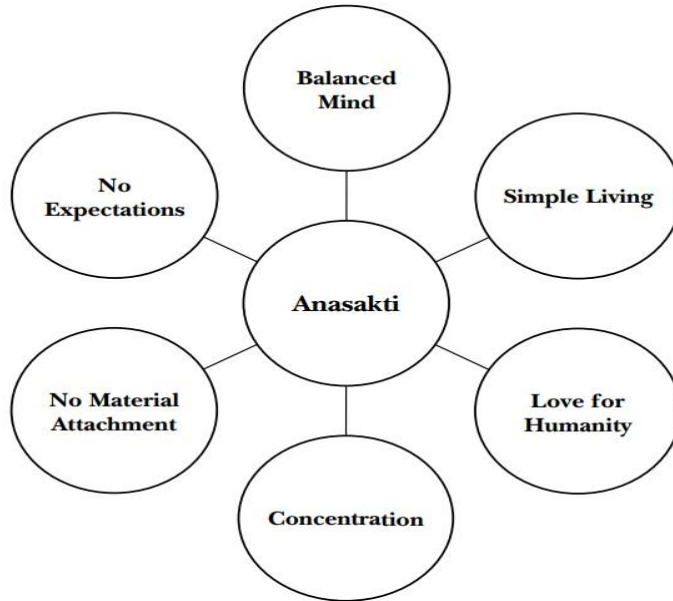 Balanced
Mind
No
Expectations
Simple Living
Anasakti
No Material
Attachment
Love for
Humanity
Concentration